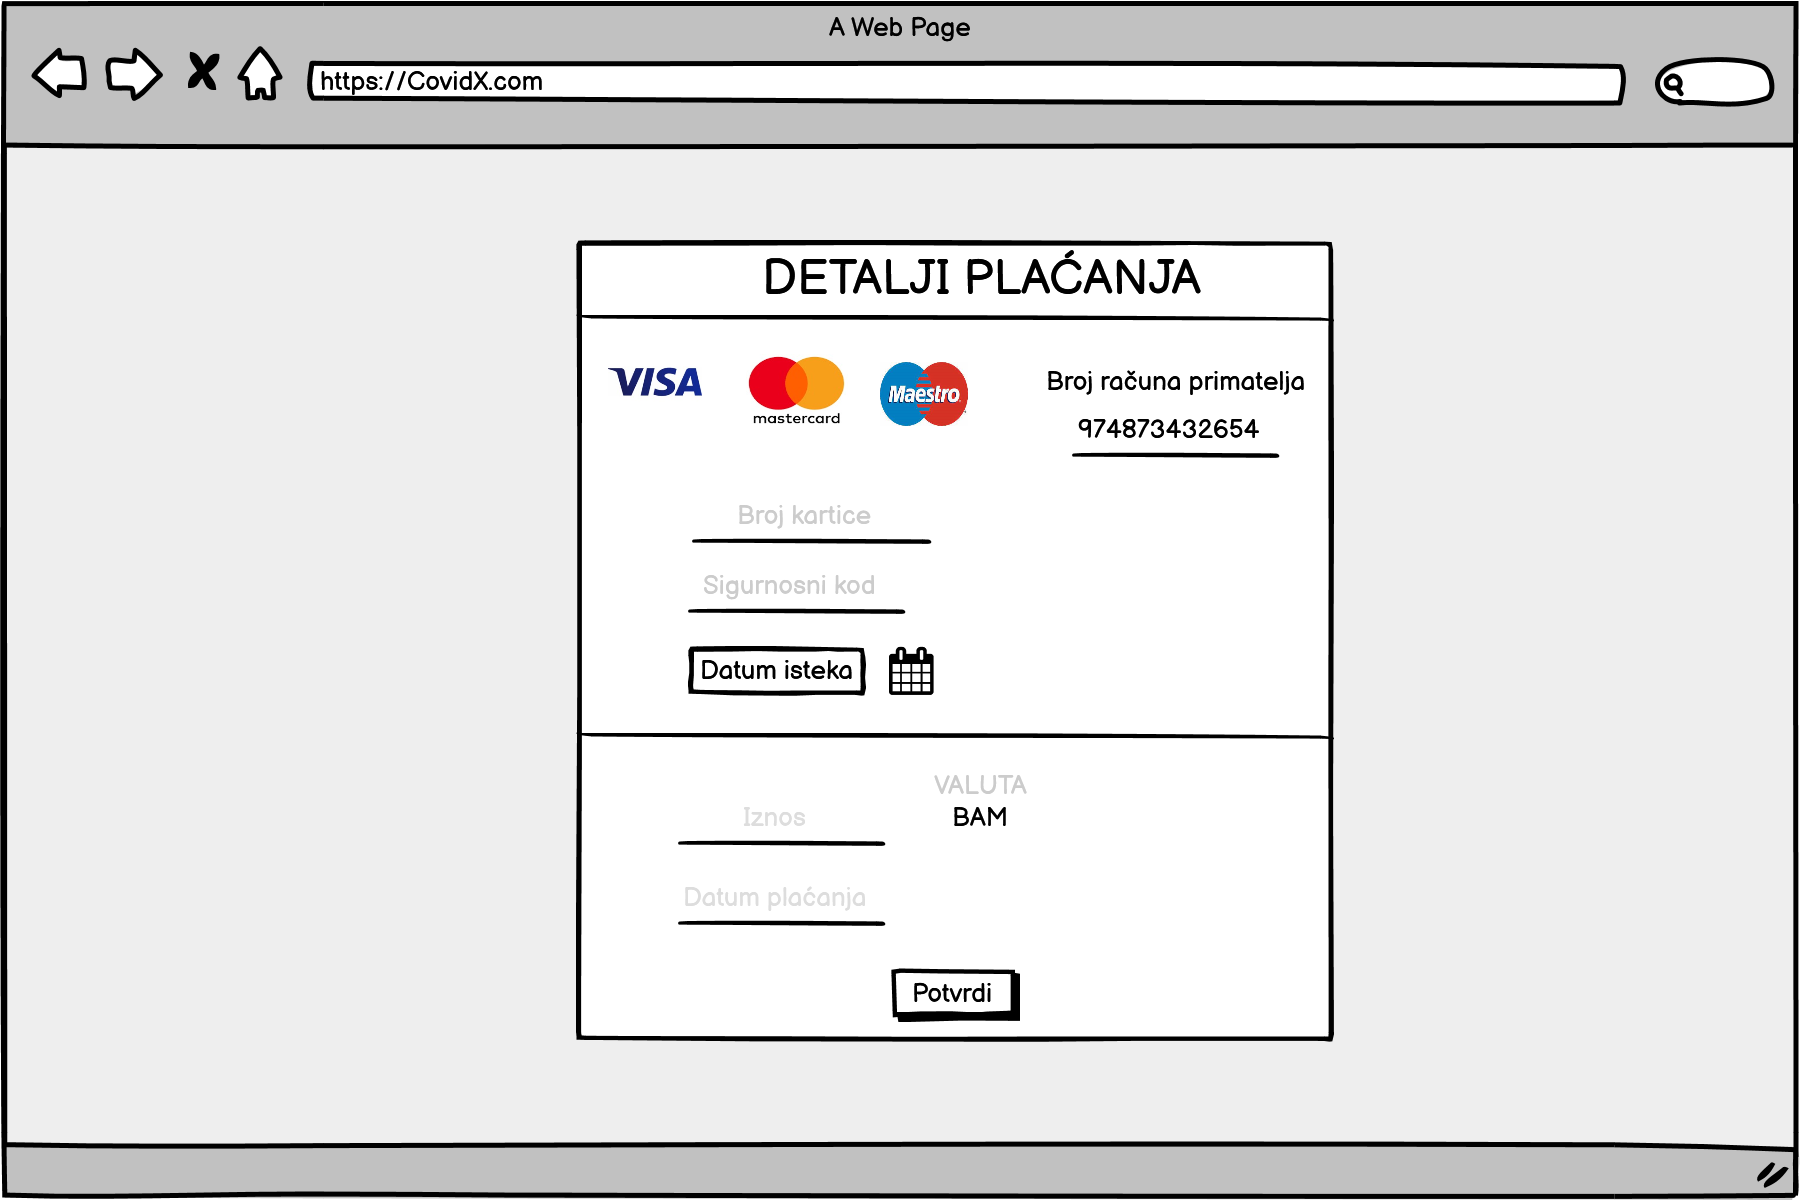 A Web Page
https://CovidX.com
DETALJI PLAĆANJA
VISA
mastercard
Maestro
Broj računa primatelja
974873432654
Broj kartice
Sigurnosni kod
Datum isteka
VALUTA
Iznos
BAM
Datum plaćanja
Potvrdi